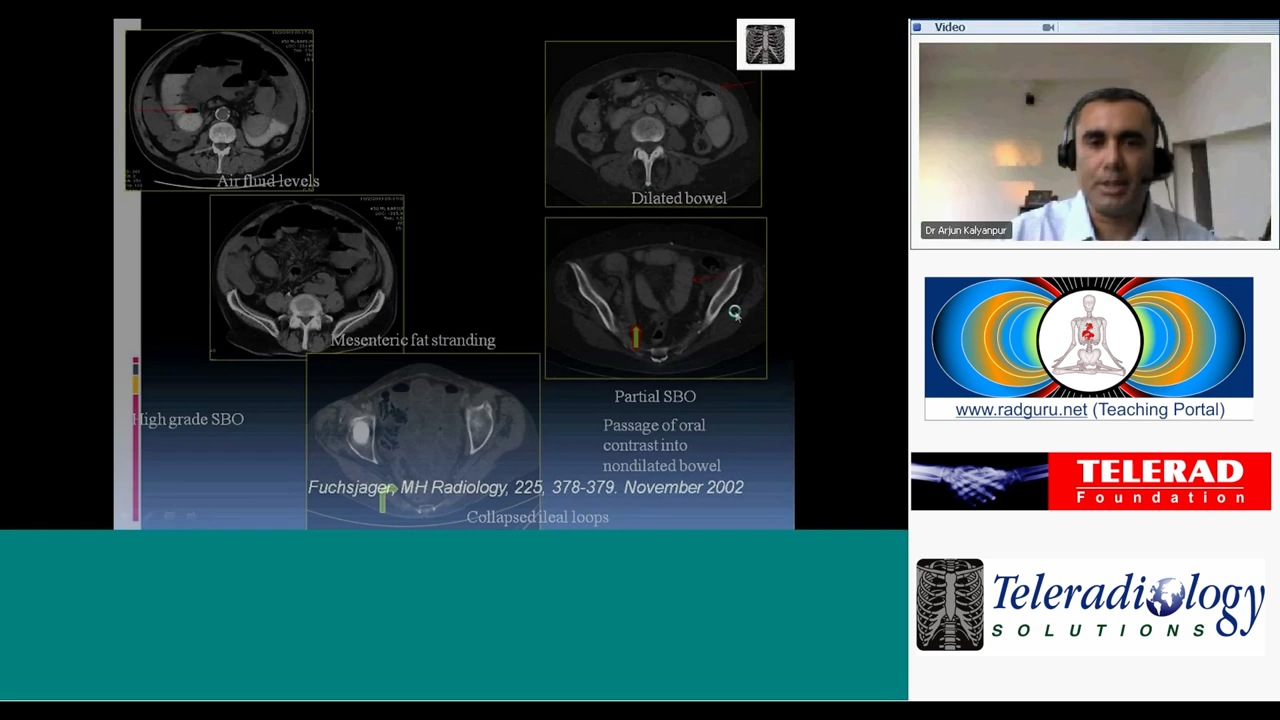 Air fluid levels
Mesenteric fat stranding
High grade SBO
Collapsed ileal loops
Dilated bowel
Partial SBO
Passage of oral
contrast into
nondilated bowel
Fuchsjager, MH Radiology, 225, 378-379. November 2002
Video
Dr Arjun Kalyanpur
www.radguru.net (Teaching Portal)
TELERAD
Foundation
Teleradiology
SOLUTIONS